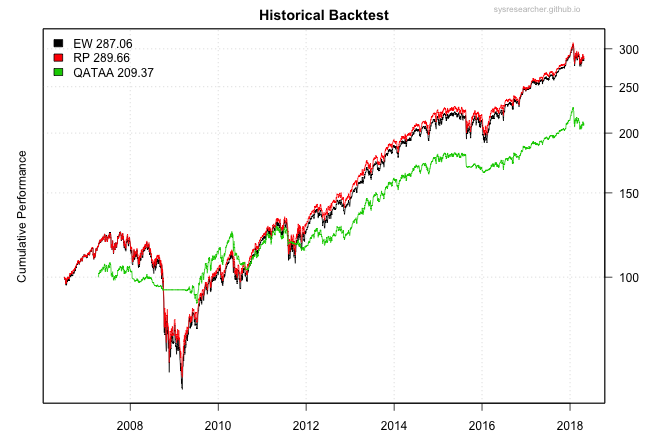 sysresearcher.github.io
Historical Backtest
EW 287.06
RP 289.66
QATAA 209.37
Cumulative Performance
300
250
200
150
100
2008 2010 2012 2014 2016 2018